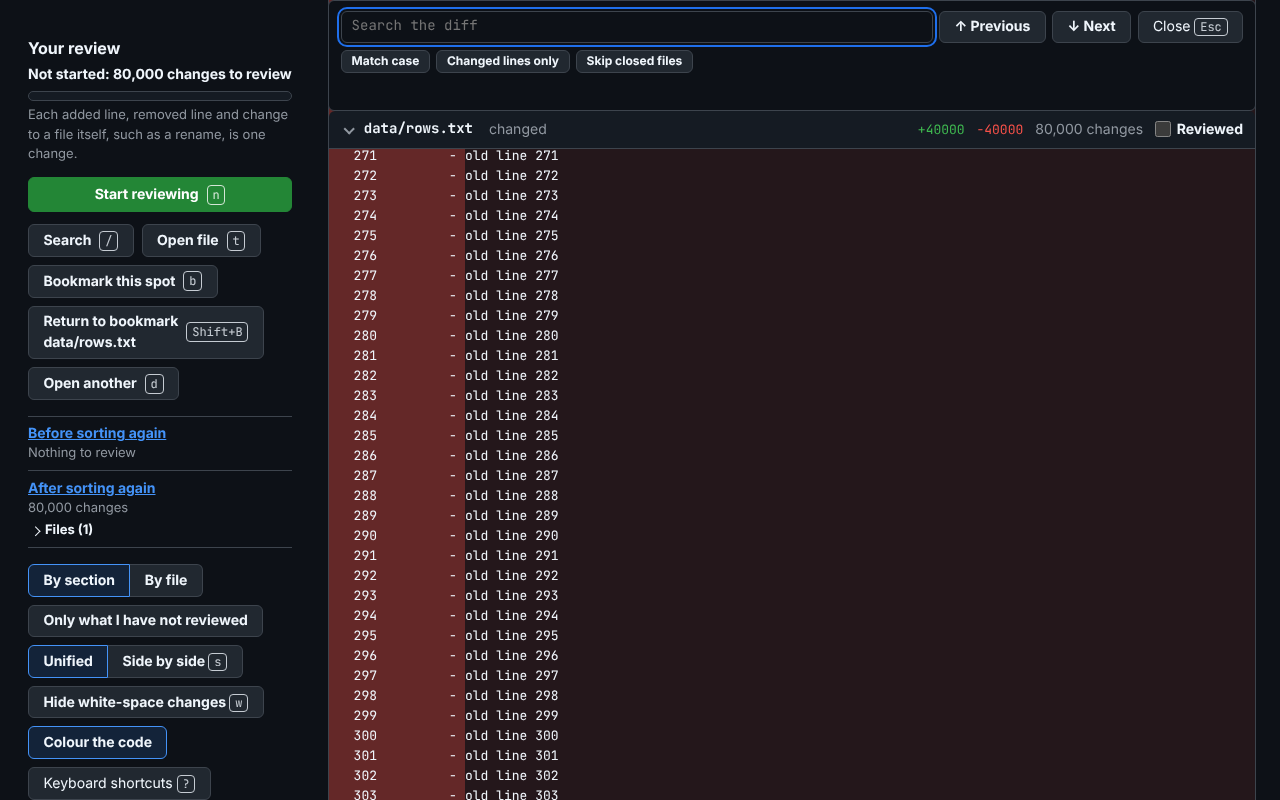 Your review
Not started: 80,000 changes to review
Each added line, removed line and change
to a file itself, such as a rename, is one
change.
Start reviewing n
Search / Open file t
Bookmark this spot b
Return to bookmark
data/rows.txt Shift+B
Open another d
Before sorting again
Nothing to review
After sorting again
80,000 changes
Files (1)
By section By file
Only what I have not reviewed
Unified Side by side s
Hide white-space changes w
Colour the code
Keyboard shortcuts ?
Search the diff ↑ Previous ↓ Next Close Esc
Match case Changed lines only Skip closed files
data/rows.txt changed +40000 -40000 80,000 changes Reviewed
271 - old line 271
272 - old line 272
273 - old line 273
274 - old line 274
275 - old line 275
276 - old line 276
277 - old line 277
278 - old line 278
279 - old line 279
280 - old line 280
281 - old line 281
282 - old line 282
283 - old line 283
284 - old line 284
285 - old line 285
286 - old line 286
287 - old line 287
288 - old line 288
289 - old line 289
290 - old line 290
291 - old line 291
292 - old line 292
293 - old line 293
294 - old line 294
295 - old line 295
296 - old line 296
297 - old line 297
298 - old line 298
299 - old line 299
300 - old line 300
301 - old line 301
302 - old line 302
303 - old line 303